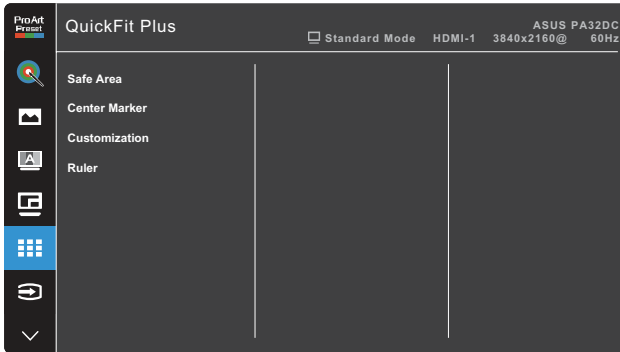 ProArt
Preset
QuickFit Plus
ASUS PA32DC
Standard Mode HDMI-1 3840x2160@ 60Hz
A
Safe Area
Center Marker
Customization
Ruler